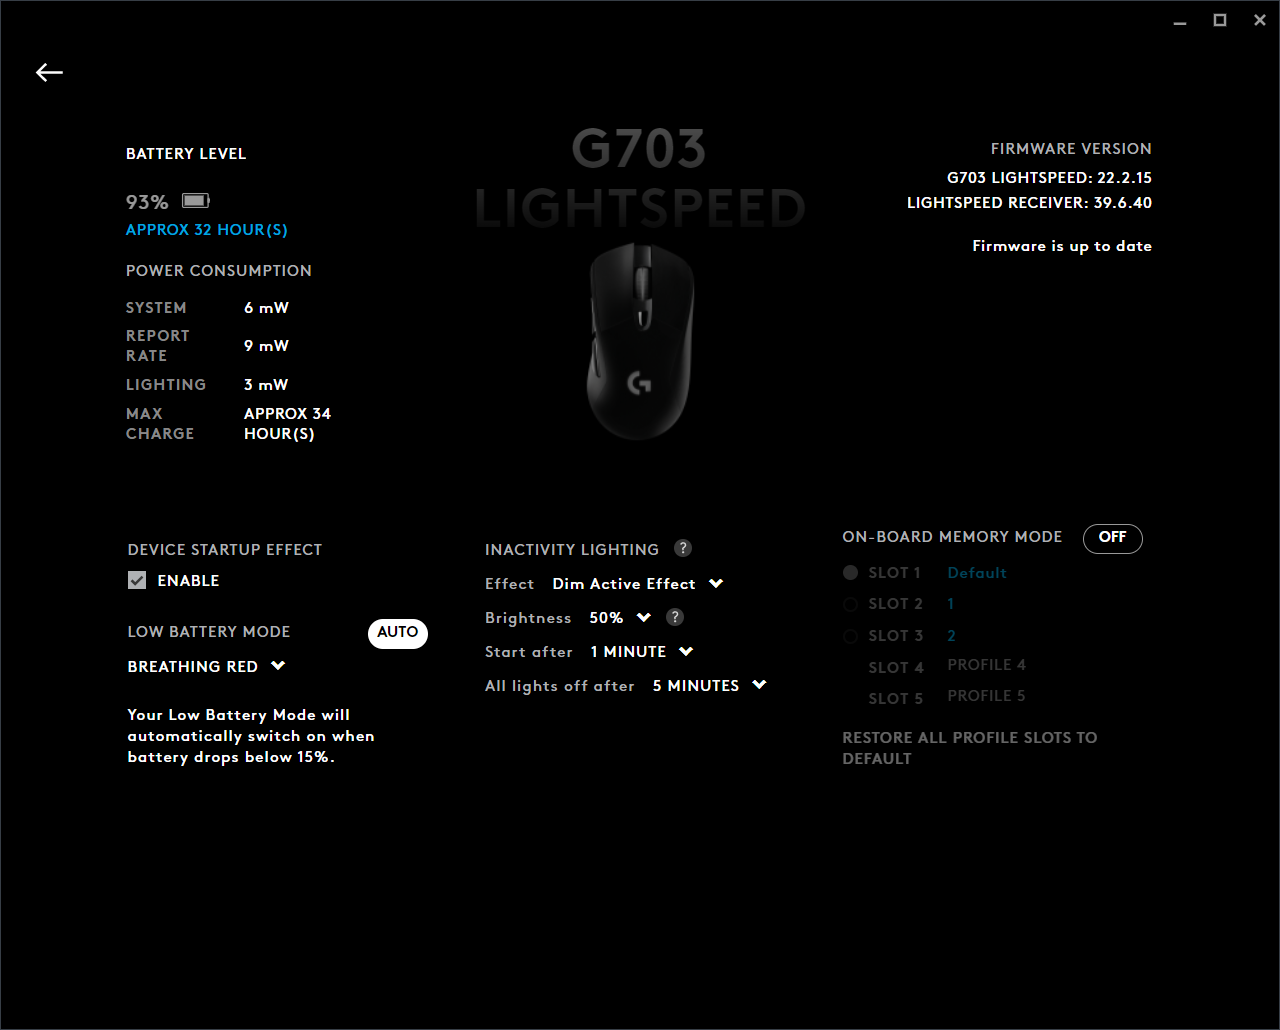 G703
LIGHTSPEED
BATTERY LEVEL
93%
APPROX 32 HOUR(S)
POWER CONSUMPTION
SYSTEM 6 mW
REPORT
RATE 9 mW
LIGHTING 3 mW
MAX
CHARGE
APPROX 34
HOUR(S)
FIRMWARE VERSION
G703 LIGHTSPEED: 22.2.15
LIGHTSPEED RECEIVER: 39.6.40
Firmware is up to date
DEVICE STARTUP EFFECT
ENABLE
LOW BATTERY MODE AUTO
BREATHING RED
Your Low Battery Mode will
automatically switch on when
battery drops below 15%.
INACTIVITY LIGHTING ?
Effect Dim Active Effect
Brightness 50% ?
Start after 1 MINUTE
All lights off after 5 MINUTES
ON-BOARD MEMORY MODE OFF
SLOT 1 Default
SLOT 2 1
SLOT 3 2
SLOT 4 PROFILE 4
SLOT 5 PROFILE 5
RESTORE ALL PROFILE SLOTS TO
DEFAULT